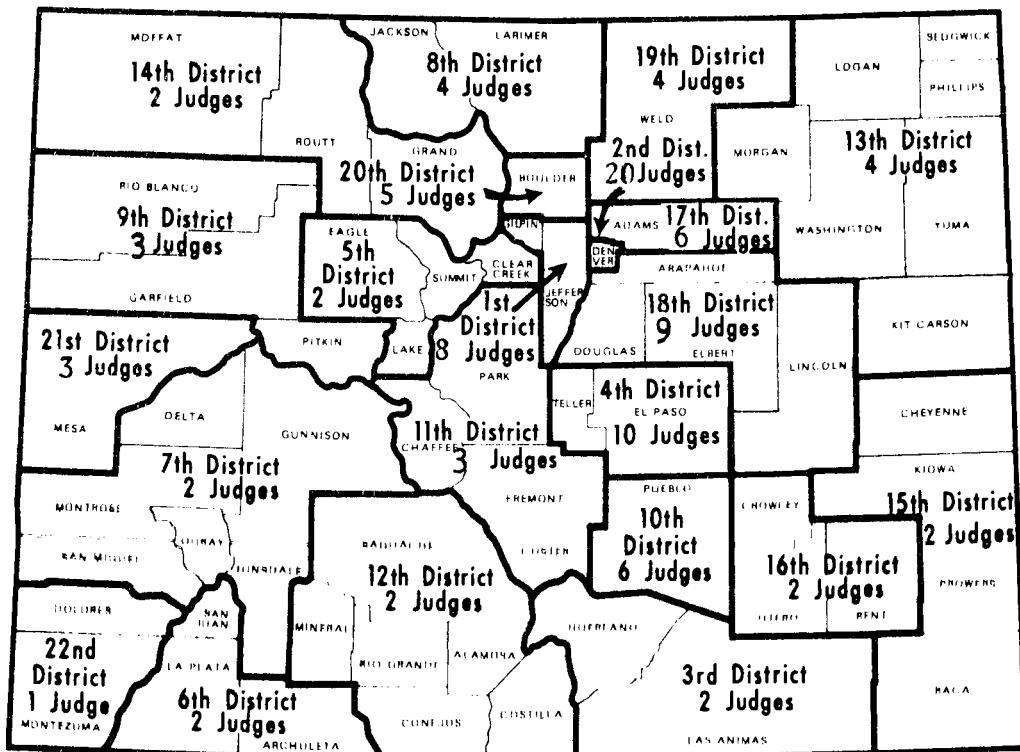 MOFFAT
JACKSON
LARIMER
SEDGWICK
LOGAN
PHILLIPS
14th District
2 Judges
8th District
4 Judges
19th District
4 Judges
WELD
ROUTT
GRAND
BOULDER
2nd Dist.
20 Judges
MORGAN
13th District
4 Judges
20th District
5 Judges
RIO BLANCO
9th District
3 Judges
GARFIELD
EAGLE
5th
District
2 Judges
SUMMIT
GILPIN
CLEAR
CREEK
ADAMS
17th Dist.
6 Judges
WASHINGTON
YUMA
DEN
VER
ARAPAHOE
JEFFER
SON
1st
District
8 Judges
18th District
9 Judges
DOUGLAS
ELBERT
KIT CARSON
LINCOLN
21st District
3 Judges
PITKIN
LAKE
PARK
MESA
DELTA
GUNNISON
TELLER
4th District
EL PASO
10 Judges
CHEYENNE
11th District
CHAFFEE
3 Judges
7th District
2 Judges
FREMONT
PUEBLO
CROWLEY
KIOWA
15th District
2 Judges
MONTROSE
OURAY
SAN MIGUEL
HINSDALE
SAGUACHE
CUSTER
10th
District
6 Judges
12th District
2 Judges
16th District
2 Judges
PROWERS
DOLORES
SAN
JUAN
MINERAL
HUERFANO
OTERO
BENT
22nd
District
1 Judge
MONTEZUMA
LA PLATA
RIO GRANDE
ALAMOSA
6th District
2 Judges
ARCHULETA
CONEJOS
COSTILLA
3rd District
2 Judges
LAS ANIMAS
BACA